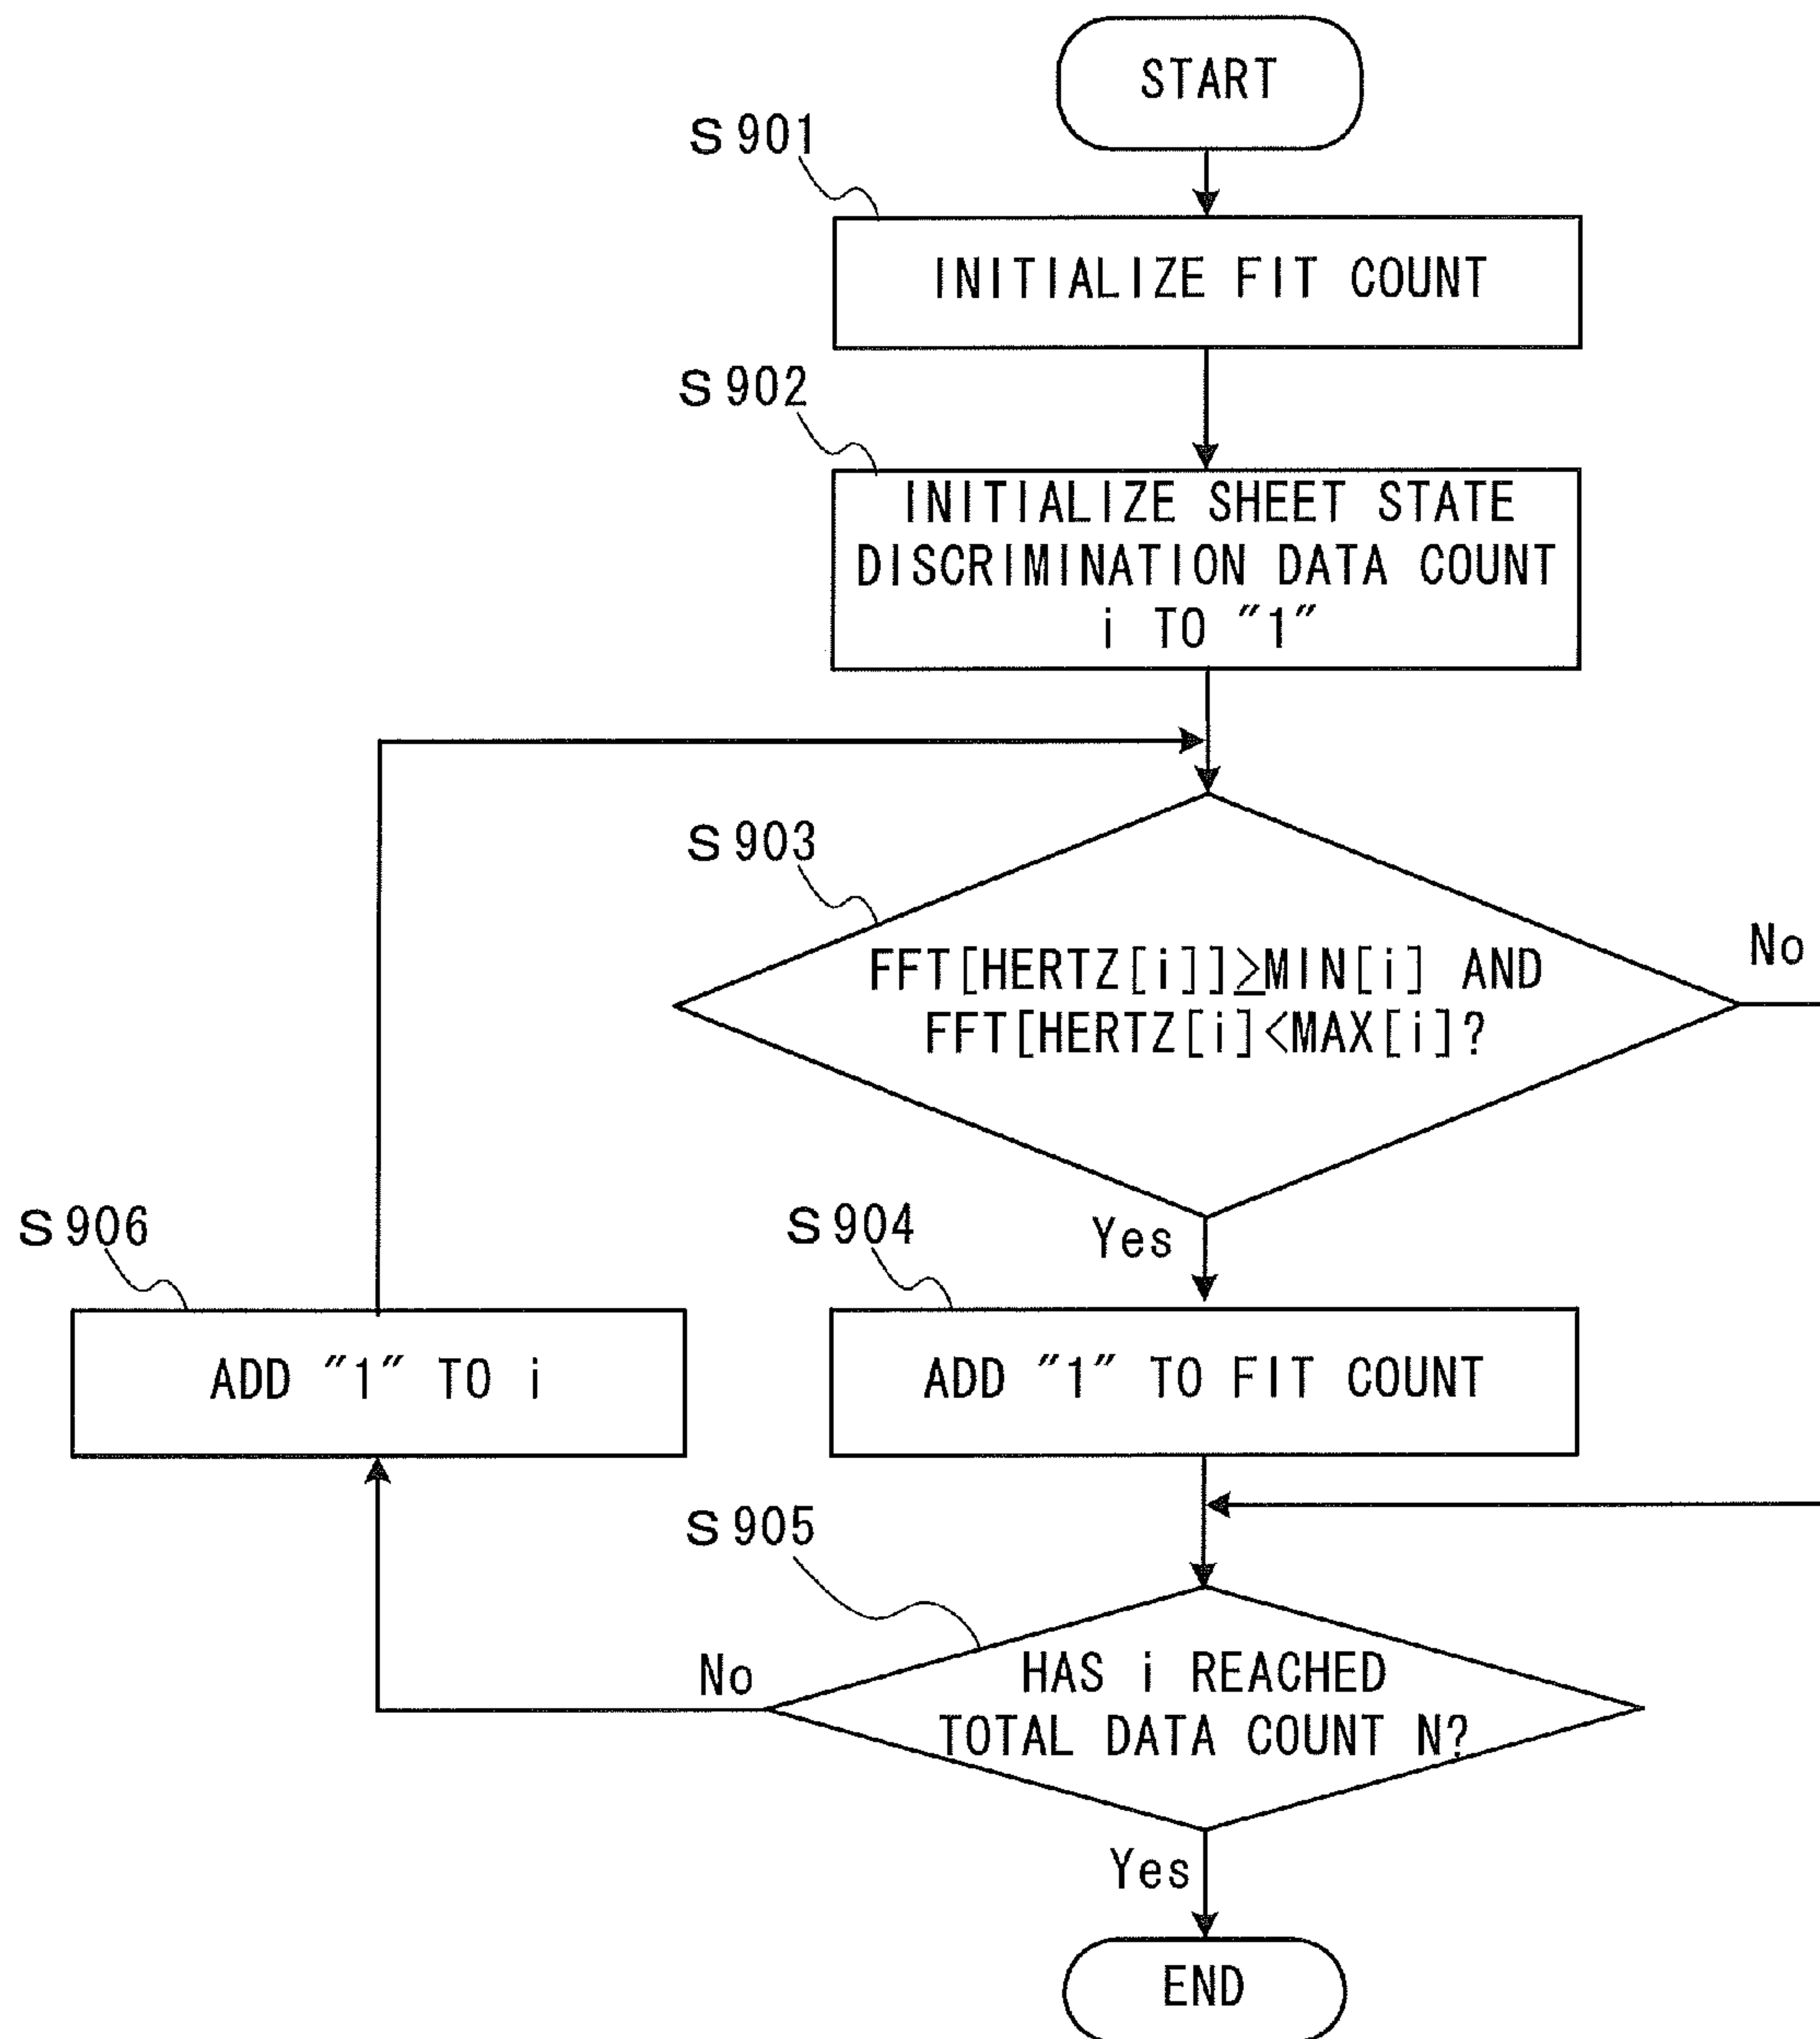 START
S901
INITIALIZE FIT COUNT
S902
INITIALIZE SHEET STATE
DISCRIMINATION DATA COUNT
i TO "1"
S903
FFT[HERTZ[i]]≥MIN[i] AND
FFT[HERTZ[i]<MAX[i]?
No
Yes
S904
ADD "1" TO FIT COUNT
S906
ADD "1" TO i
S905
HAS i REACHED
TOTAL DATA COUNT N?
No
Yes
END